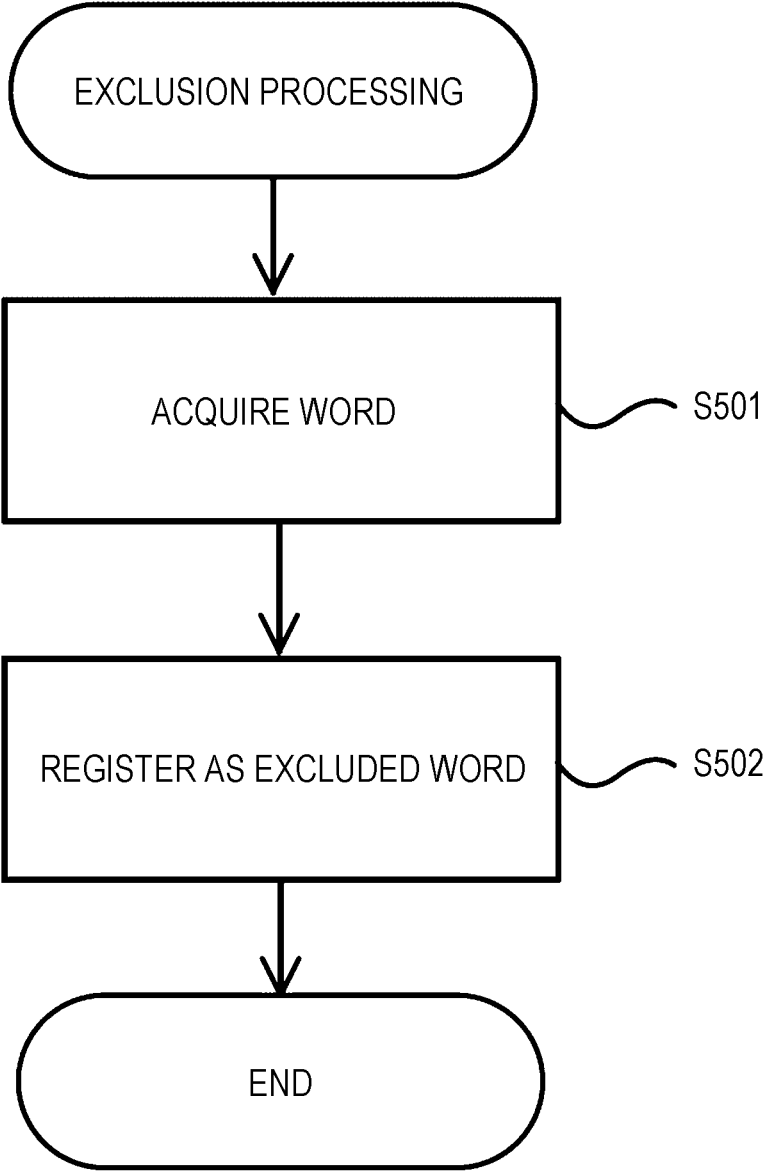 EXCLUSION PROCESSING
ACQUIRE WORD
S501
REGISTER AS EXCLUDED WORD
S502
END